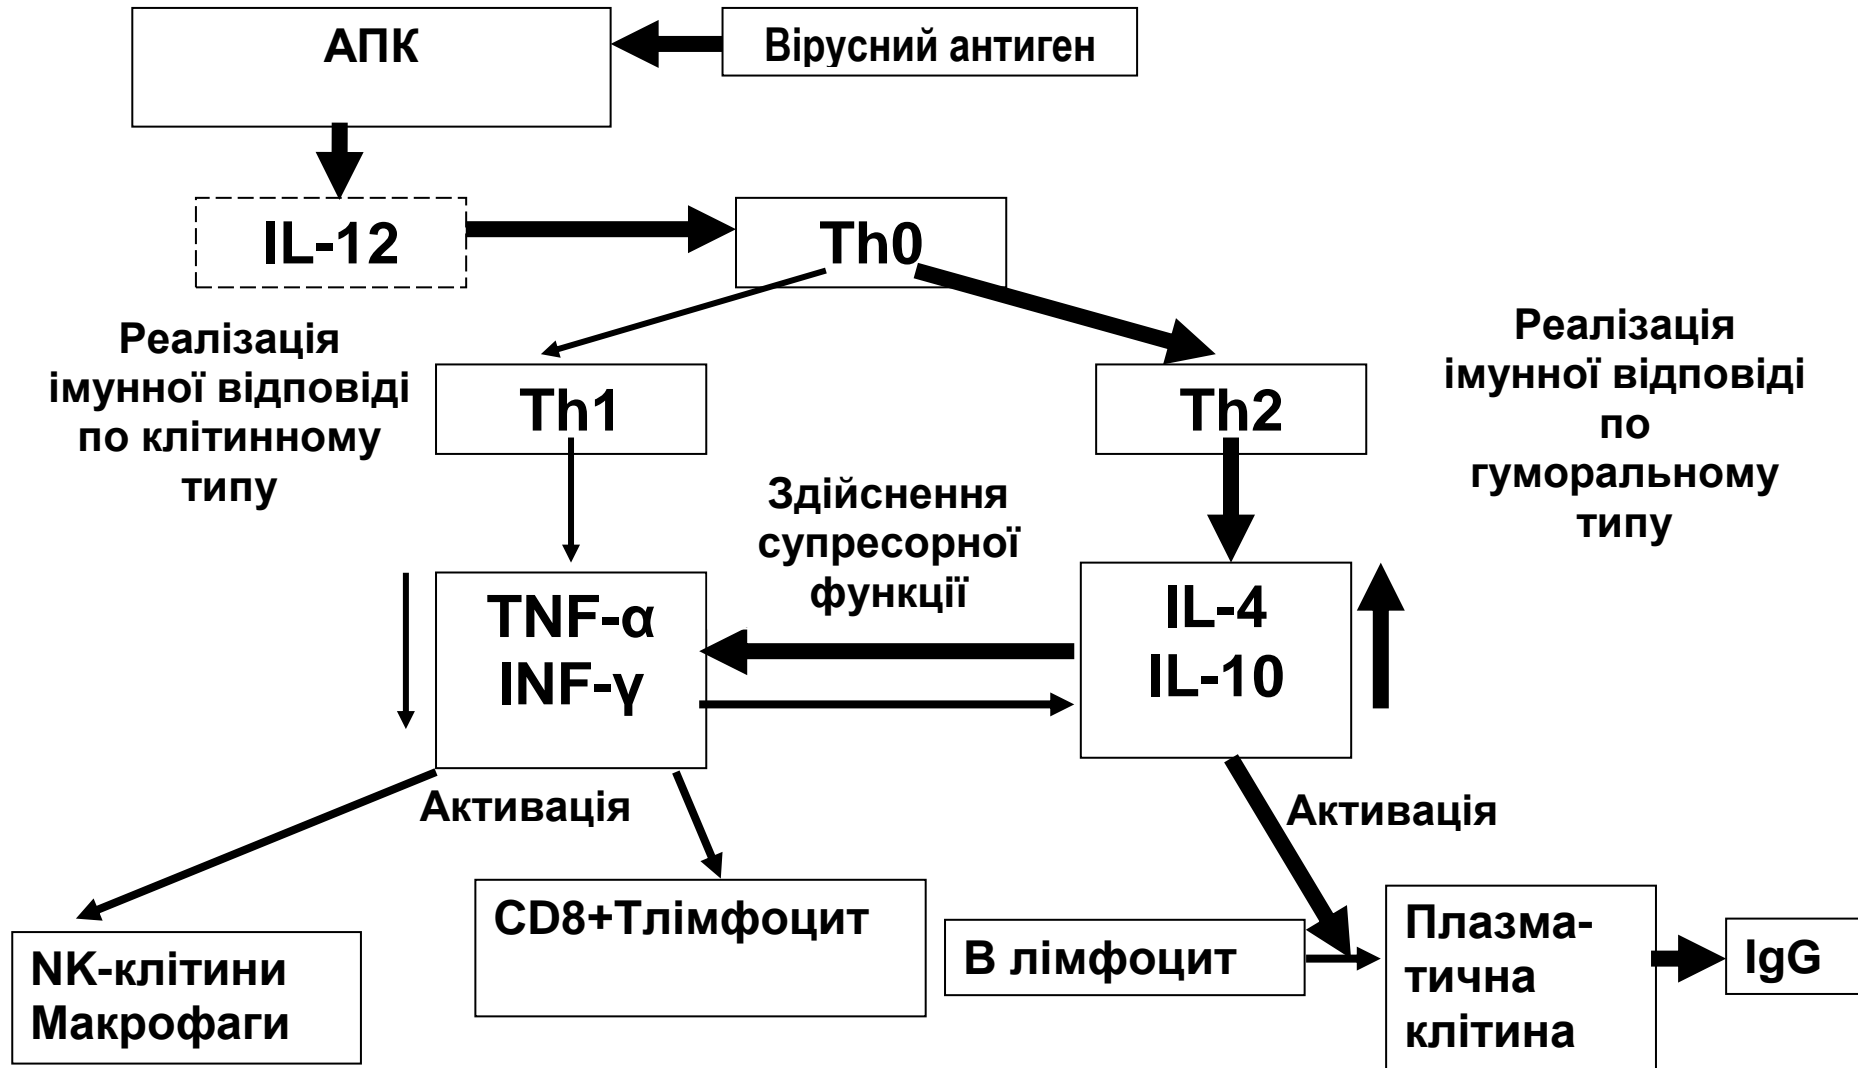 АПК
Вірусний антиген
IL-12
Th0
Реалізація
імунної відповіді
по клітинному
типу
Реалізація
імунної відповіді
по
гуморальному
типу
Th1
Th2
Здійснення
супресорної
функції
TNF-α
INF-γ
IL-4
IL-10
Активація
Активація
CD8+Тлімфоцит
NK-клітини
Макрофаги
В лімфоцит
Плазма-
тична
клітина
IgG